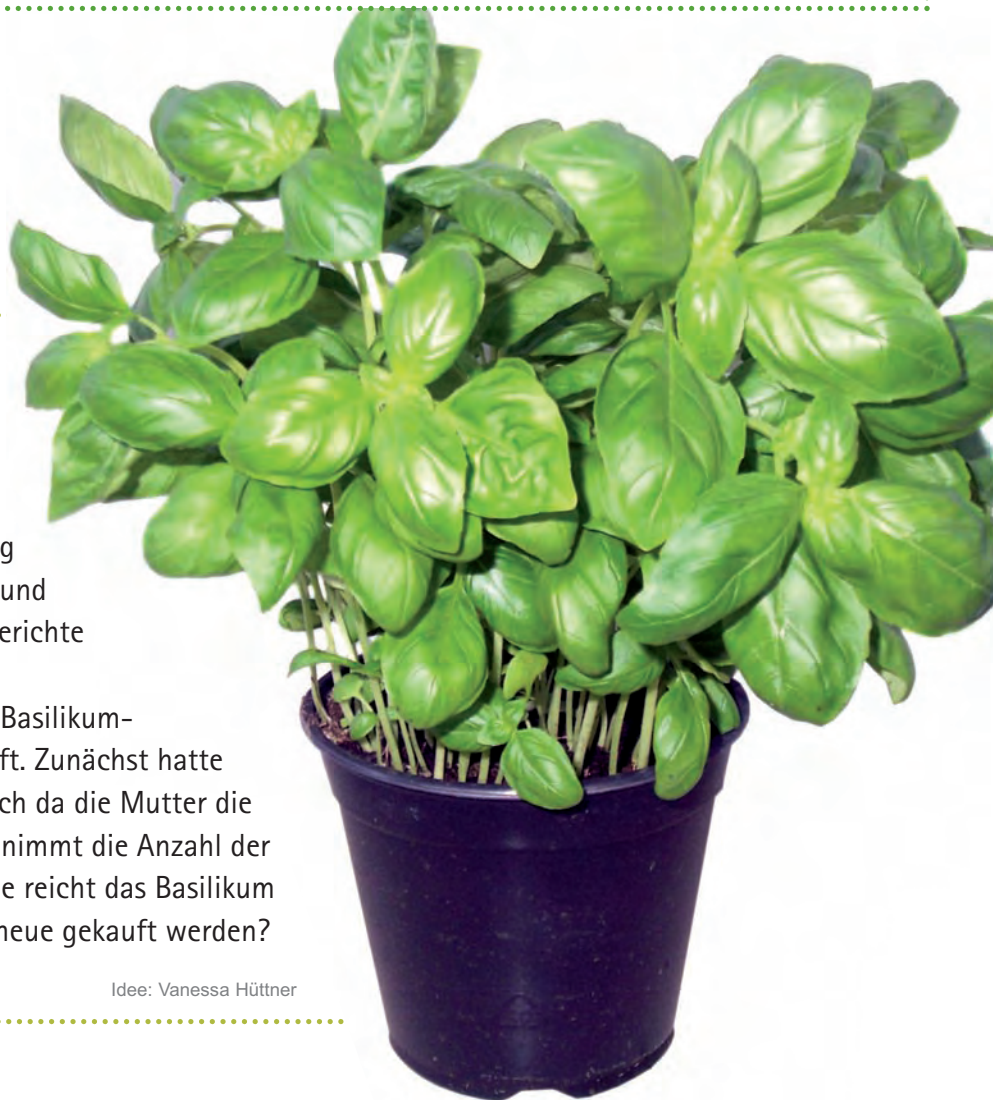 g
und
erichte
Basilikum-
ft. Zunächst hatte
ch da die Mutter die
nimmt die Anzahl der
e reicht das Basilikum
neue gekauft werden?
Idee: Vanessa Hüttner